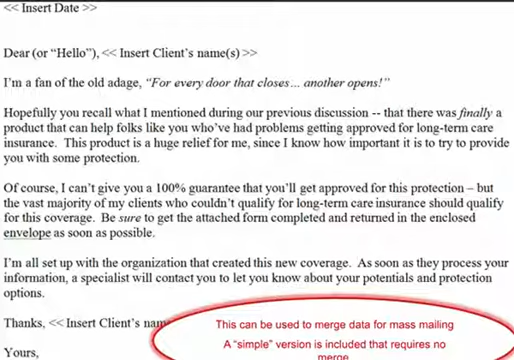 << Insert Date >>
Dear (or “Hello”), << Insert Client’s name(s) >>
I’m a fan of the old adage, “For every door that closes… another opens!”
Hopefully you recall what I mentioned during our previous discussion -- that there was finally a
product that can help folks like you who’ve had problems getting approved for long-term care
insurance.  This product is a huge relief for me, since I know how important it is to try to provide
you with some protection.
Of course, I can’t give you a 100% guarantee that you’ll get approved for this protection – but
the vast majority of my clients who couldn’t qualify for long-term care insurance should qualify
for this coverage.  Be sure to get the attached form completed and returned in the enclosed
envelope as soon as possible.
I’m all set up with the organization that created this new coverage.  As soon as they process your
information, a specialist will contact you to let you know about your potentials and protection
options.
Thanks, << Insert Client’s
This can be used to merge data for mass mailing
A “simple” version is included that requires no
merge
Yours,